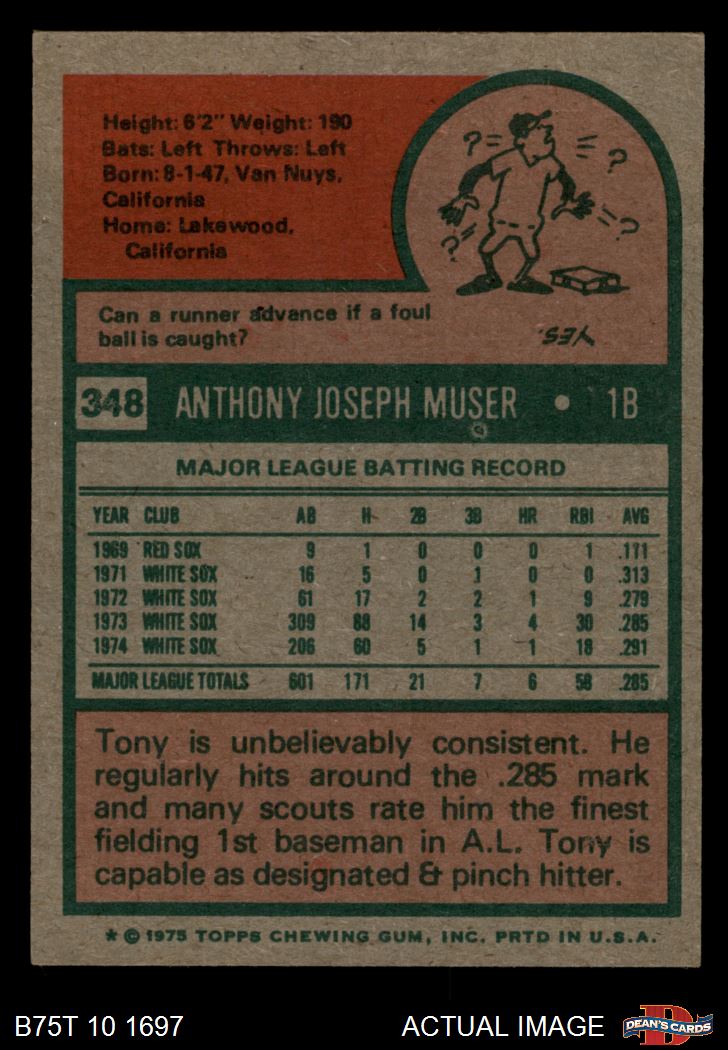 Height: 6'2" Weight: 190
Bats: Left Throws: Left
Born: 8-1-47, Van Nuys,
California
Home: Lakewood,
California
? ? ? ?
Can a runner advance if a foul
ball is caught?
YES.
348 ANTHONY JOSEPH MUSER • 1B
MAJOR LEAGUE BATTING RECORD
YEAR CLUB AB H 2B 3B HR RBI AVG
1969 RED SOX 9 1 0 0 0 1 .111
1971 WHITE SOX 16 5 0 1 0 0 .313
1972 WHITE SOX 61 17 2 2 1 9 .279
1973 WHITE SOX 309 88 14 3 4 30 .285
1974 WHITE SOX 206 60 5 1 1 18 .291
MAJOR LEAGUE TOTALS 601 171 21 7 6 58 .285
Tony is unbelievably consistent. He
regularly hits around the .285 mark
and many scouts rate him the finest
fielding 1st baseman in A.L. Tony is
capable as designated & pinch hitter.
* © 1975 TOPPS CHEWING GUM, INC. PRTD IN U.S.A.
B75T 10 1697 ACTUAL IMAGE D DEAN'S CARDS